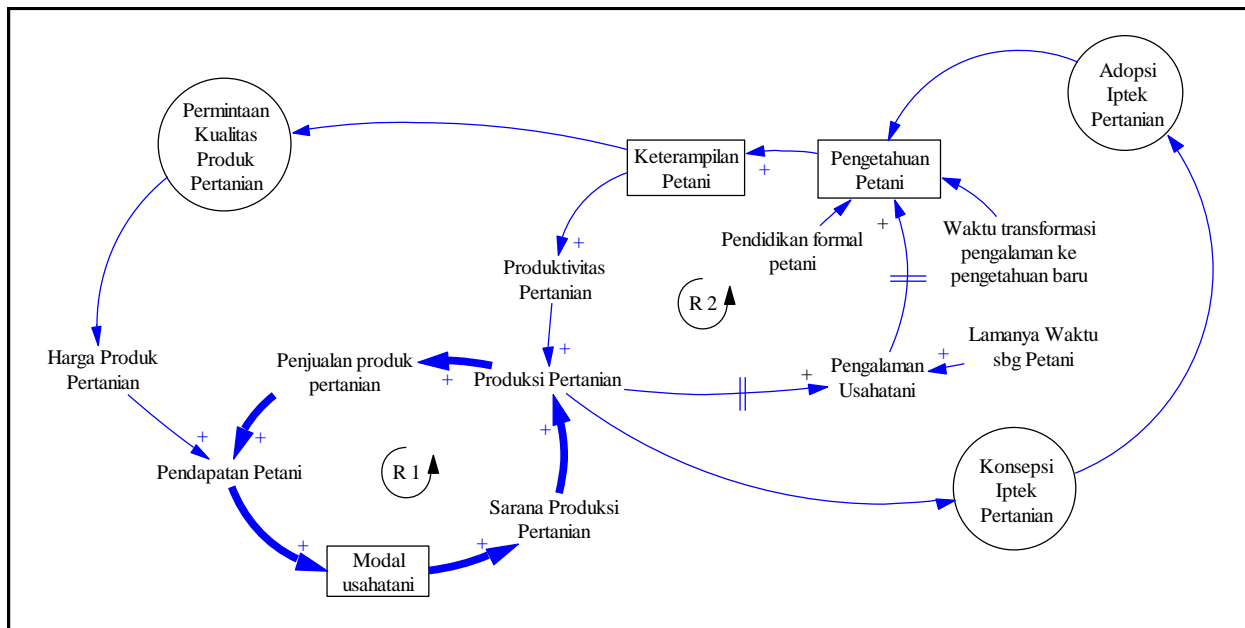 Permintaan
Kualitas
Produk
Pertanian
Adopsi
Iptek
Pertanian
Keterampilan
Petani
+
Pengetahuan
Petani
+
Pendidikan formal
petani
Waktu transformasi
pengalaman ke
pengetahuan baru
+
Produktivitas
Pertanian
R 2
Harga Produk
Pertanian
Penjualan produk
pertanian
+
+
Produksi Pertanian
+
Pengalaman
Usahatani
+
Lamanya Waktu
sbg Petani
+
+
Pendapatan Petani
R 1
+
Sarana Produksi
Pertanian
Konsepsi
Iptek
Pertanian
+
Modal
usahatani
+